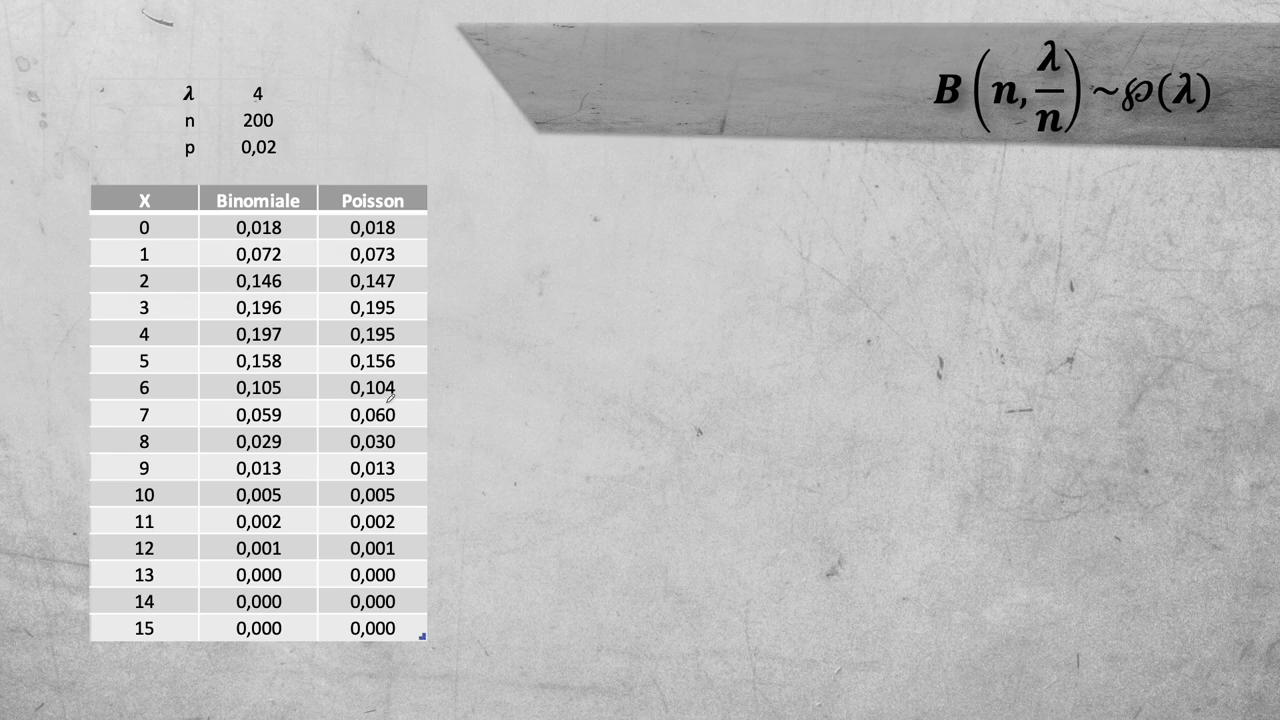 B(n, λ/n) ~ ℘(λ)
λ 4
n 200
p 0,02
X Binomiale Poisson
0 0,018 0,018
1 0,072 0,073
2 0,146 0,147
3 0,196 0,195
4 0,197 0,195
5 0,158 0,156
6 0,105 0,104
7 0,059 0,060
8 0,029 0,030
9 0,013 0,013
10 0,005 0,005
11 0,002 0,002
12 0,001 0,001
13 0,000 0,000
14 0,000 0,000
15 0,000 0,000